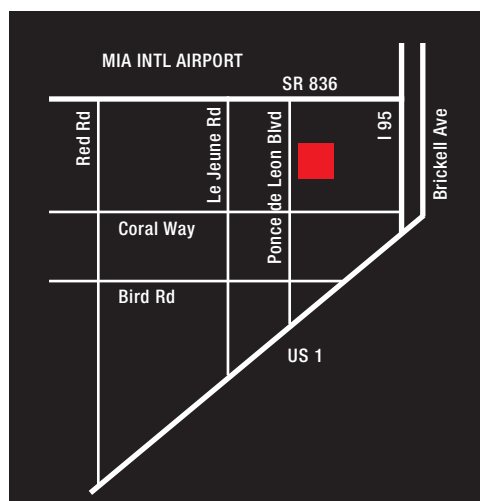 MIA INTL AIRPORT
SR 836
Red Rd
Le Jeune Rd
Ponce de Leon Blvd
I 95
Brickell Ave
Coral Way
Bird Rd
US 1